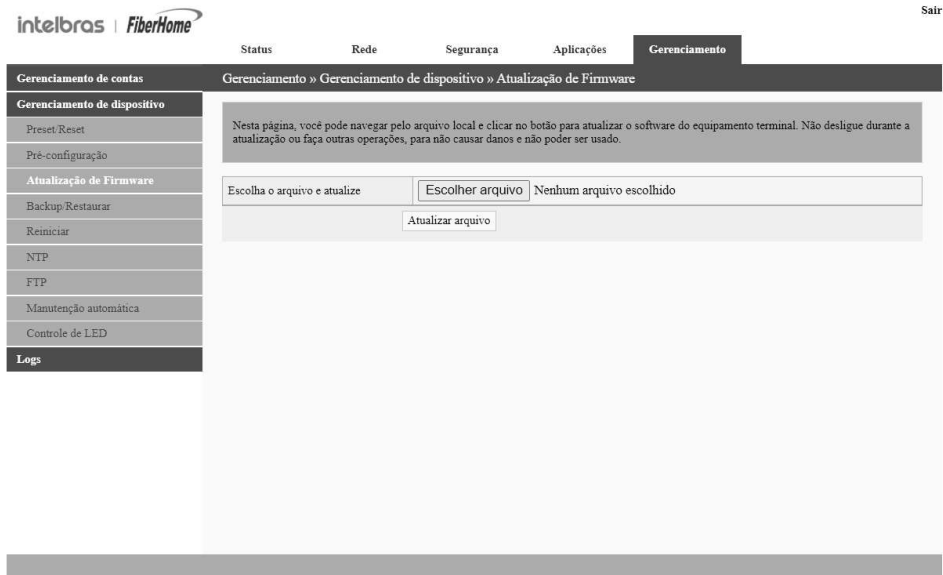 Sair
intelbras | FiberHome
Status Rede Segurança Aplicações Gerenciamento
Gerenciamento de contas
Gerenciamento » Gerenciamento de dispositivo » Atualização de Firmware
Gerenciamento de dispositivo
Preset/Reset
Pré-configuração
Atualização de Firmware
Backup/Restaurar
Reiniciar
NTP
FTP
Manutenção automática
Controle de LED
Logs
Nesta página, você pode navegar pelo arquivo local e clicar no botão para atualizar o software do equipamento terminal. Não desligue durante a
atualização ou faça outras operações, para não causar danos e não poder ser usado.
Escolha o arquivo e atualize Escolher arquivo Nenhum arquivo escolhido
Atualizar arquivo